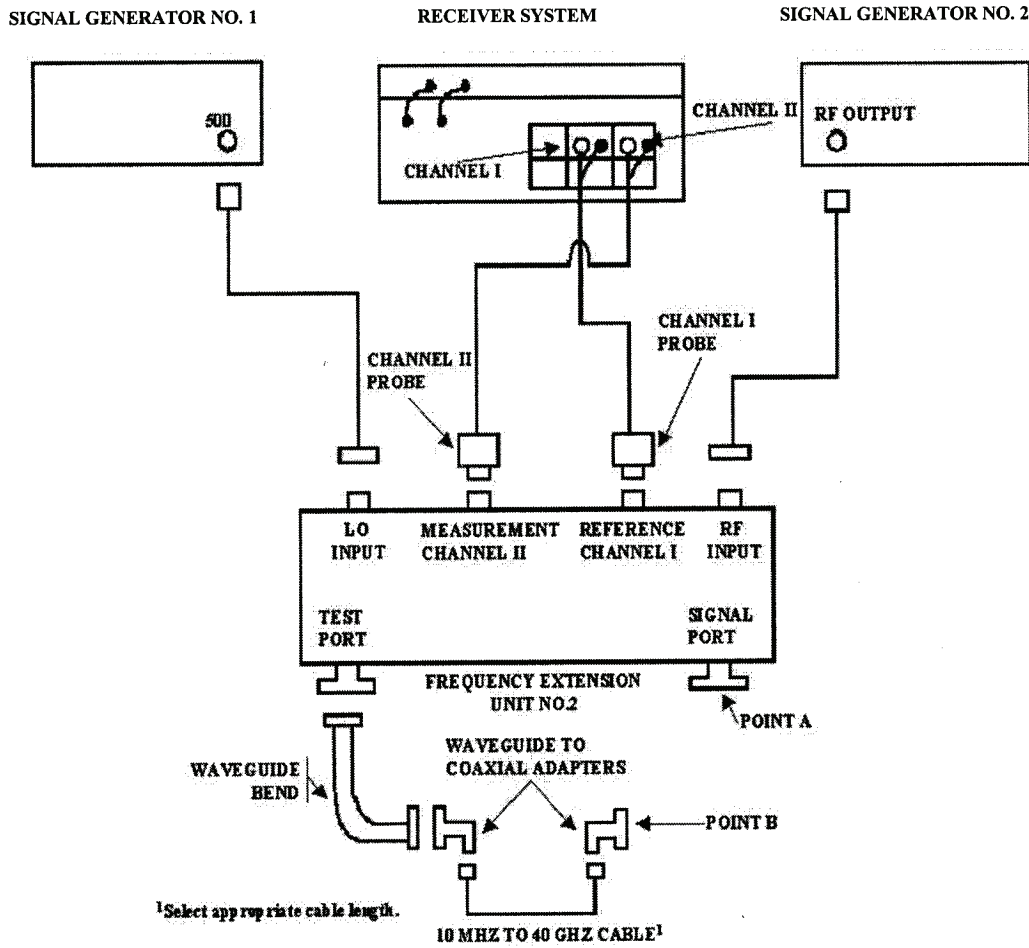 SIGNAL GENERATOR NO. 1
RECEIVER SYSTEM
SIGNAL GENERATOR NO. 2
50Ω
CHANNEL I
CHANNEL II
RF OUTPUT
CHANNEL II
PROBE
CHANNEL I
PROBE
LO
INPUT
MEASUREMENT
CHANNEL II
REFERENCE
CHANNEL I
RF
INPUT
TEST
PORT
SIGNAL
PORT
FREQUENCY EXTENSION
UNIT NO.2
POINT A
WAVEGUIDE
BEND
WAVEGUIDE TO
COAXIAL ADAPTERS
POINT B
¹Select appropriate cable length.
10 MHZ TO 40 GHZ CABLE¹